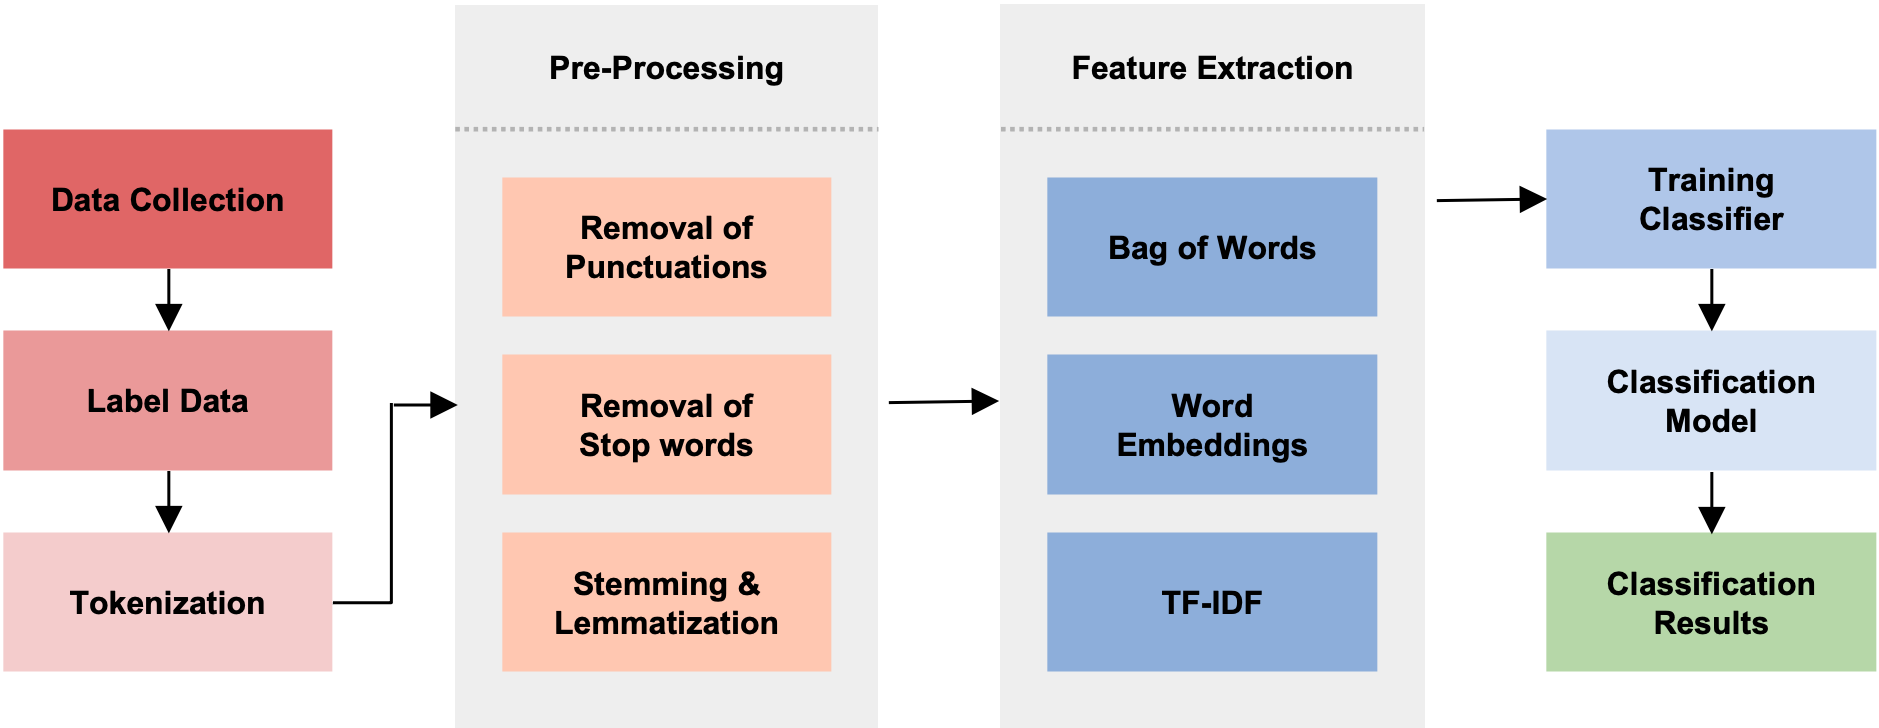 Pre-Processing
Feature Extraction
Data Collection
Label Data
Tokenization
Removal of
Punctuations
Removal of
Stop words
Stemming &
Lemmatization
Bag of Words
Word
Embeddings
TF-IDF
Training
Classifier
Classification
Model
Classification
Results